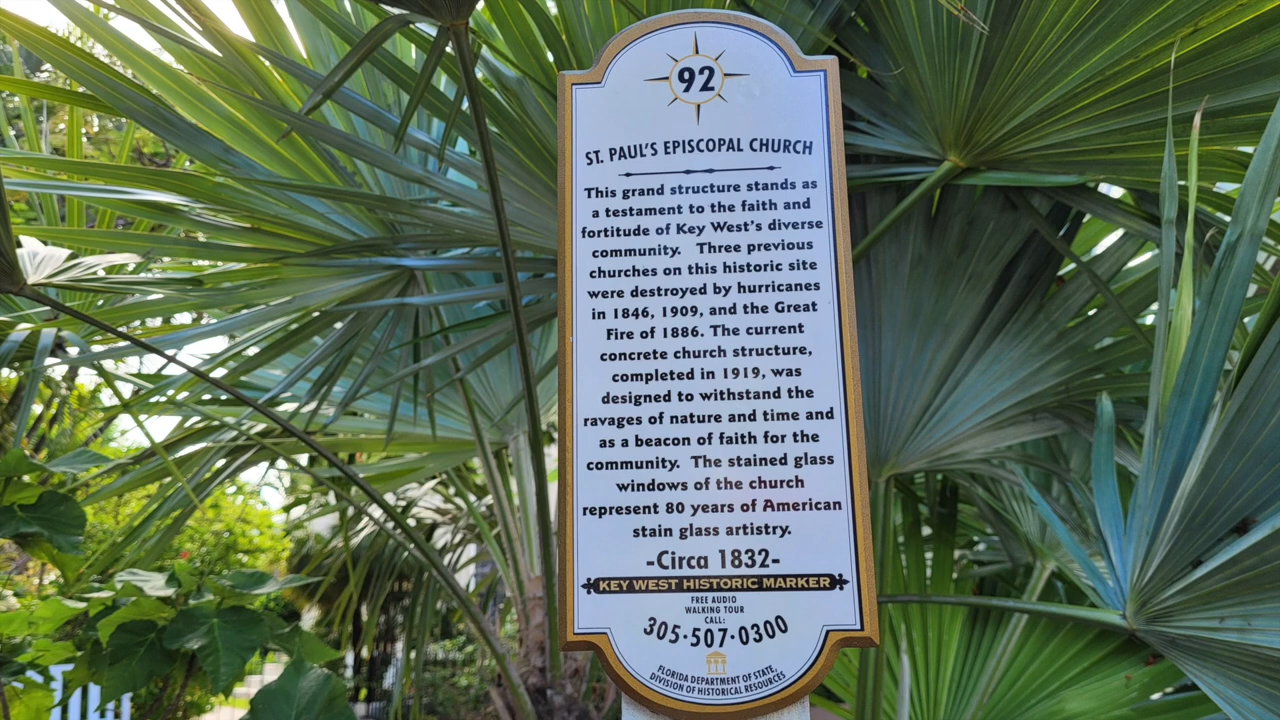 92
ST. PAUL'S EPISCOPAL CHURCH
This grand structure stands as
a testament to the faith and
fortitude of Key West's diverse
community. Three previous
churches on this historic site
were destroyed by hurricanes
in 1846, 1909, and the Great
Fire of 1886. The current
concrete church structure,
completed in 1919, was
designed to withstand the
ravages of nature and time and
as a beacon of faith for the
community. The stained glass
windows of the church
represent 80 years of American
stain glass artistry.
-Circa 1832-
KEY WEST HISTORIC MARKER
FREE AUDIO
WALKING TOUR
CALL:
305·507·0300
FLORIDA DEPARTMENT OF STATE,
DIVISION OF HISTORICAL RESOURCES